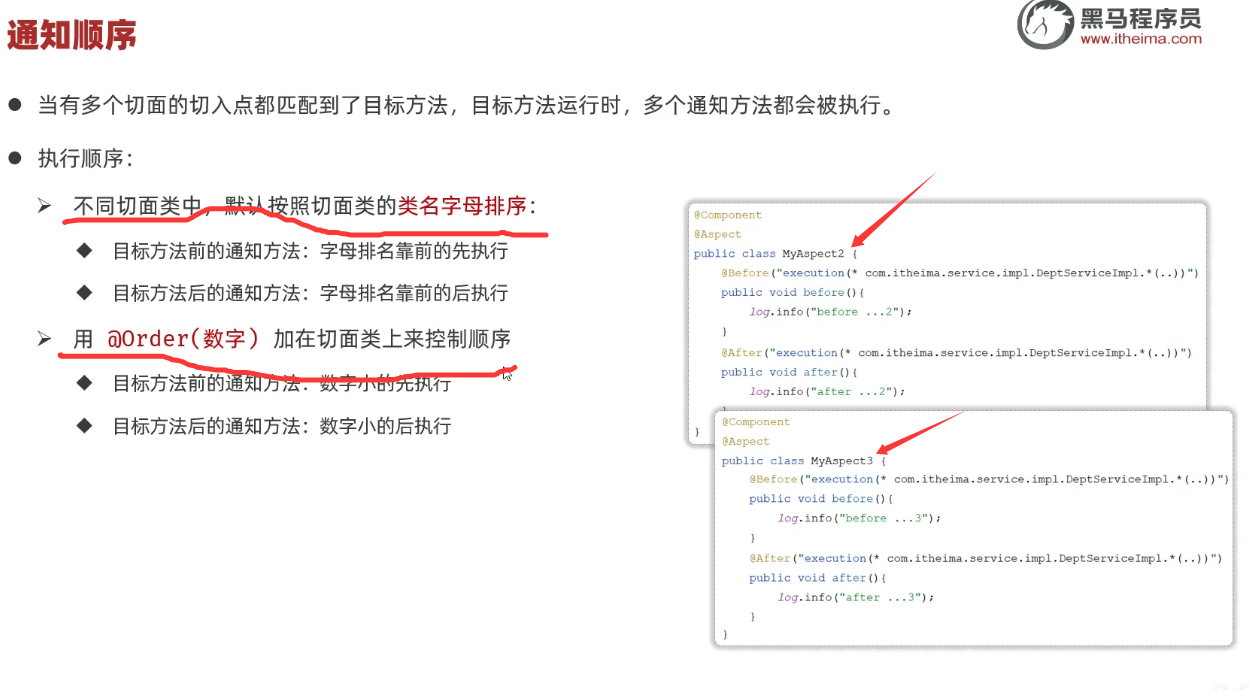 通知顺序
黑马程序员
www.itheima.com
● 当有多个切面的切入点都匹配到了目标方法，目标方法运行时，多个通知方法都会被执行。
● 执行顺序：
➢ 不同切面类中，默认按照切面类的类名字母排序：
◆ 目标方法前的通知方法：字母排名靠前的先执行
◆ 目标方法后的通知方法：字母排名靠前的后执行
➢ 用 @Order(数字) 加在切面类上来控制顺序
◆ 目标方法前的通知方法：数字小的先执行
◆ 目标方法后的通知方法：数字小的后执行
@Component
@Aspect
public class MyAspect2 {
@Before("execution(* com.itheima.service.impl.DeptServiceImpl.*(..))")
public void before(){
log.info("before ...2");
}
@After("execution(* com.itheima.service.impl.DeptServiceImpl.*(..))")
public void after(){
log.info("after ...2");
}
}
@Component
@Aspect
public class MyAspect3 {
@Before("execution(* com.itheima.service.impl.DeptServiceImpl.*(..))")
public void before(){
log.info("before ...3");
}
@After("execution(* com.itheima.service.impl.DeptServiceImpl.*(..))")
public void after(){
log.info("after ...3");
}
}